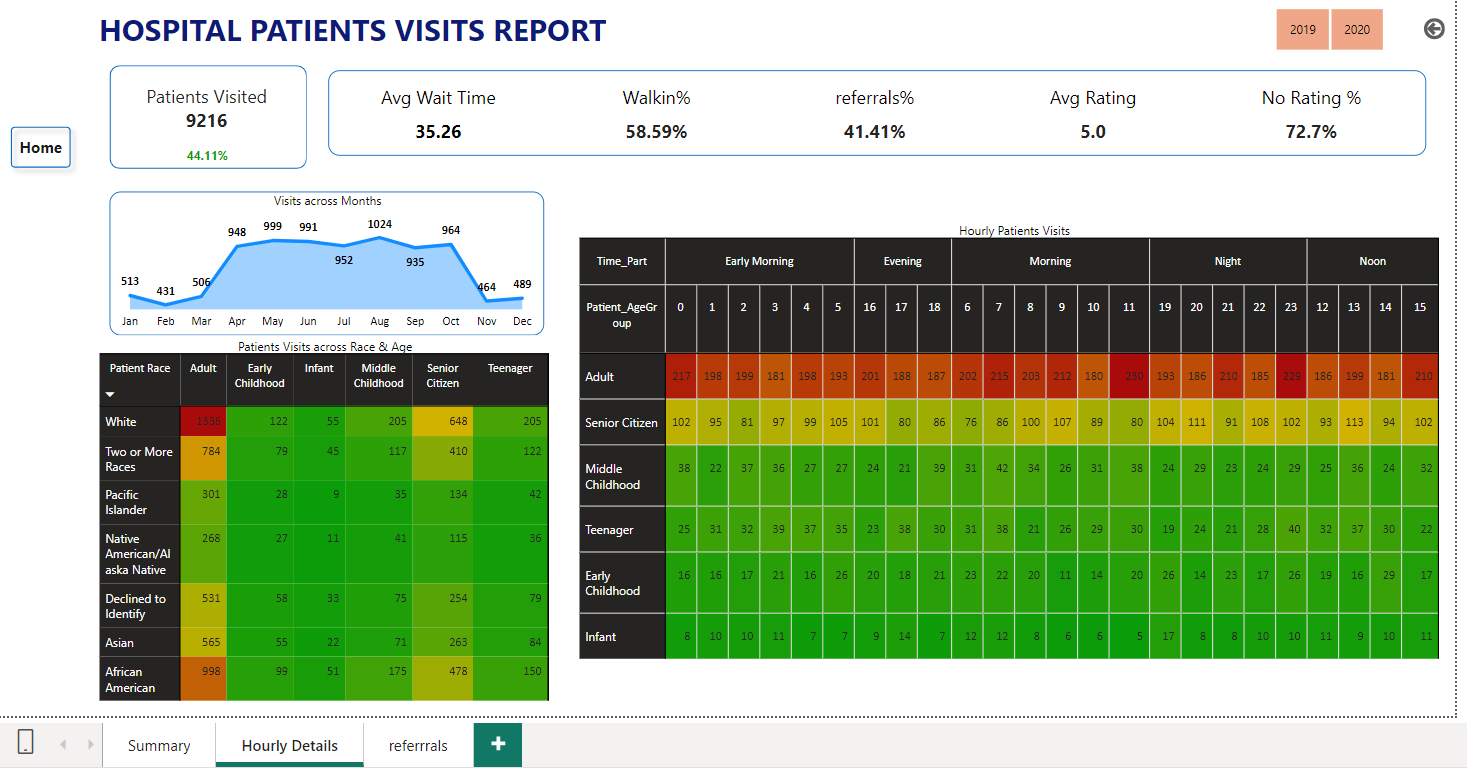 HOSPITAL PATIENTS VISITS REPORT
2019 2020
Home
Patients Visited
9216
44.11%
Avg Wait Time Walkin% referrals% Avg Rating No Rating %
35.26 58.59% 41.41% 5.0 72.7%
Visits across Months
513 431 506 948 999 991 952 1024 935 964 464 489
Jan Feb Mar Apr May Jun Jul Aug Sep Oct Nov Dec
Patients Visits across Race & Age
Patient Race Adult Early Infant Middle Senior Teenager
Childhood Childhood Citizen
White 1336 122 55 205 648 205
Two or More 784 79 45 117 410 122
Races
Pacific 301 28 9 35 134 42
Islander
Native 268 27 11 41 115 36
American/Al
aska Native
Declined to 531 58 33 75 254 79
Identify
Asian 565 55 22 71 263 84
African 998 99 51 175 478 150
American
Hourly Patients Visits
Time_Part Early Morning Evening Morning Night Noon
Patient_AgeGr 0 1 2 3 4 5 16 17 18 6 7 8 9 10 11 19 20 21 22 23 12 13 14 15
oup
Adult 217 198 199 181 198 193 201 188 187 202 215 203 212 180 230 193 186 210 185 229 186 199 181 210
Senior Citizen 102 95 81 97 99 105 101 80 86 76 86 100 107 89 80 104 111 91 108 102 93 113 94 102
Middle 38 22 37 36 27 27 24 21 39 31 42 34 26 31 38 24 29 23 24 29 25 36 24 32
Childhood
Teenager 25 31 32 39 37 35 23 38 30 31 38 21 26 29 30 19 24 21 28 40 32 37 30 22
Early 16 16 17 21 16 26 20 18 21 23 22 20 11 14 20 26 14 23 17 26 19 16 29 17
Childhood
Infant 8 10 10 11 7 7 9 14 7 12 12 8 6 6 5 17 8 8 10 10 11 9 10 11
Summary Hourly Details referrrals